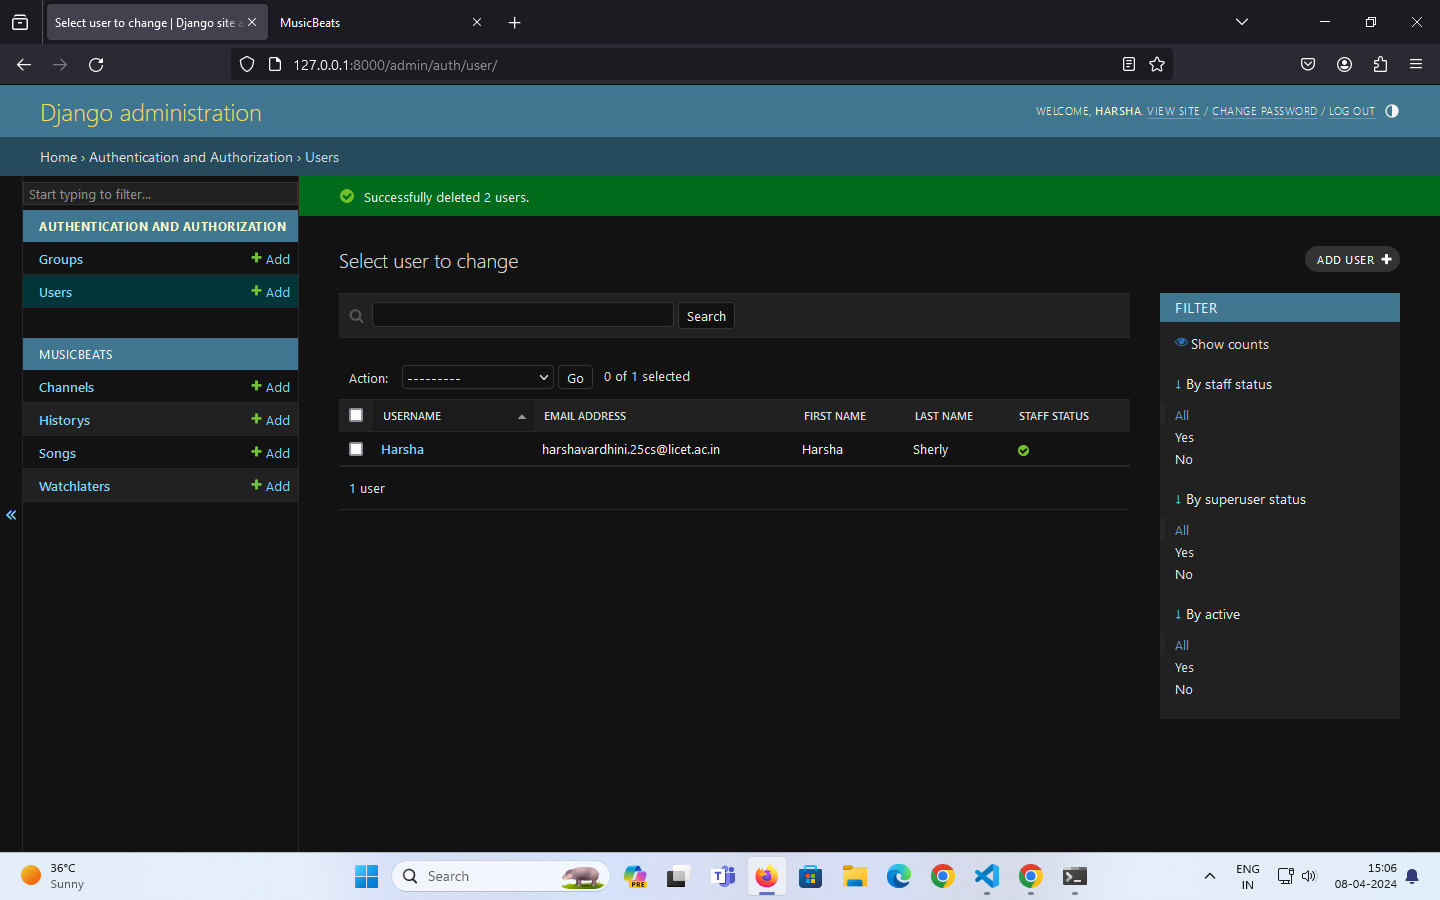 Select user to change | Django site a
MusicBeats
127.0.0.1:8000/admin/auth/user/
Django administration
WELCOME, HARSHA. VIEW SITE / CHANGE PASSWORD / LOG OUT
Home › Authentication and Authorization › Users
Start typing to filter...
Successfully deleted 2 users.
AUTHENTICATION AND AUTHORIZATION
Groups Add
Users Add
MUSICBEATS
Channels Add
Historys Add
Songs Add
Watchlaters Add
«
Select user to change
ADD USER
Search
Action: --------- Go 0 of 1 selected
USERNAME EMAIL ADDRESS FIRST NAME LAST NAME STAFF STATUS
Harsha harshavardhini.25cs@licet.ac.in Harsha Sherly
1 user
FILTER
Show counts
↓ By staff status
All
Yes
No
↓ By superuser status
All
Yes
No
↓ By active
All
Yes
No
36°C
Sunny
Search
PRE
ENG
IN
15:06
08-04-2024